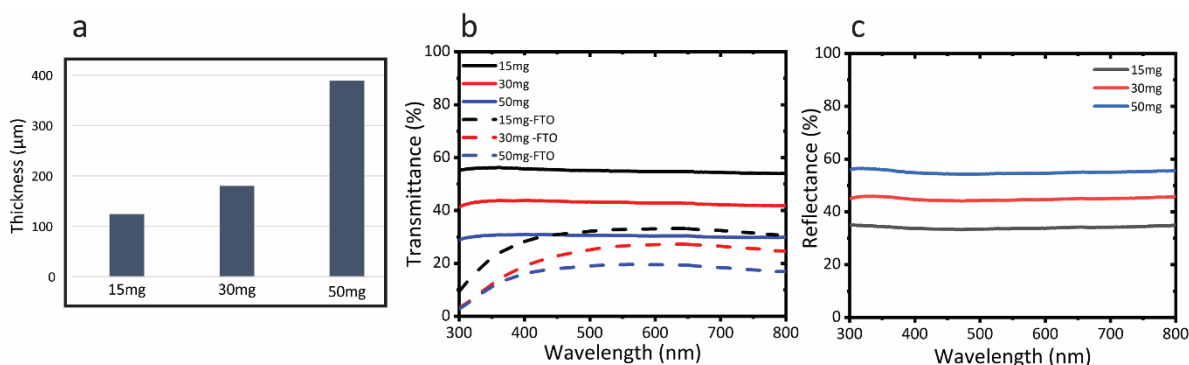 a
Thickness (μm)
400
300
200
100
0
15mg 30mg 50mg
b
Transmittance (%)
100
80
60
40
20
0
15mg
30mg
50mg
15mg-FTO
30mg -FTO
50mg-FTO
300 400 500 600 700 800
Wavelength (nm)
c
Reflectance (%)
100
80
60
40
20
0
15mg
30mg
50mg
300 400 500 600 700 800
Wavelength (nm)